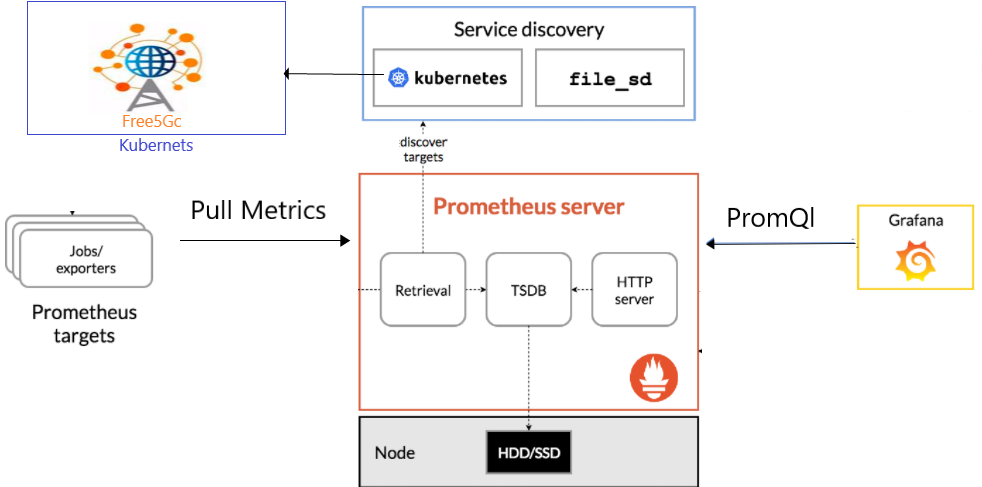 Free5Gc
Kubernets
Service discovery
kubernetes
file_sd
discover
targets
Jobs/
exporters
Prometheus
targets
Pull Metrics
Prometheus server
Retrieval
TSDB
HTTP
server
PromQl
Grafana
Node
HDD/SSD